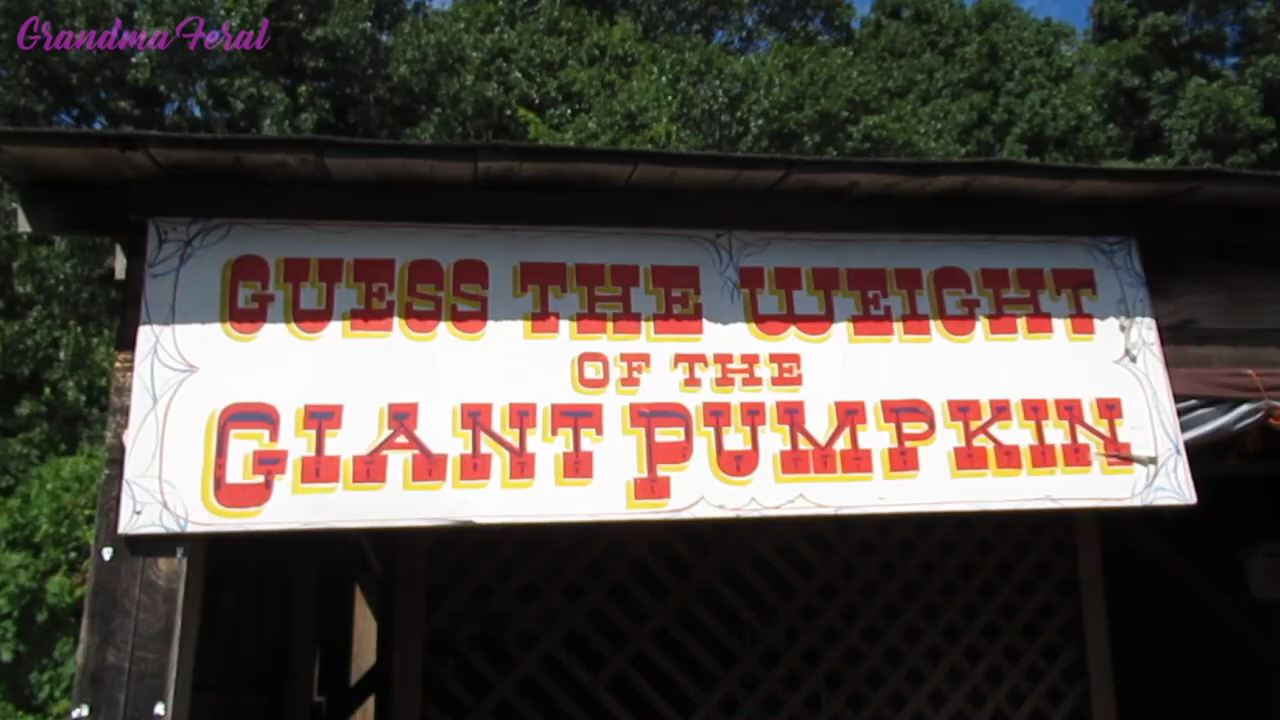 Grandma Feral
GUESS THE WEIGHT
OF THE
GIANT PUMPKIN